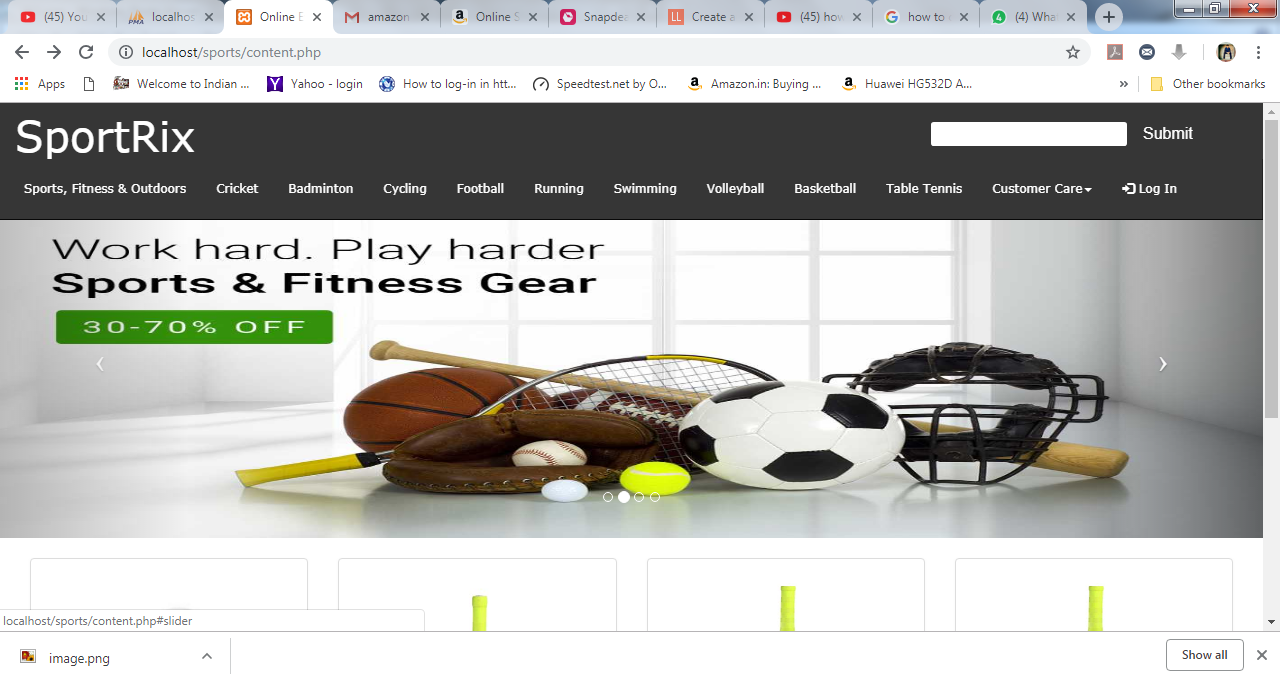 (45) You
localhos
PMA
Online E
amazon
Online S
Snapdea
Create a
(45) how
how to c
(4) What
localhost/sports/content.php
Apps
Welcome to Indian ...
Yahoo - login
How to log-in in htt...
Speedtest.net by O...
Amazon.in: Buying ...
Huawei HG532D A...
»
Other bookmarks
SportRix
Submit
Sports, Fitness & Outdoors Cricket Badminton Cycling Football Running Swimming Volleyball Basketball Table Tennis Customer Care Log In
Work hard. Play harder
Sports & Fitness Gear
30-70% OFF
localhost/sports/content.php#slider
image.png
Show all